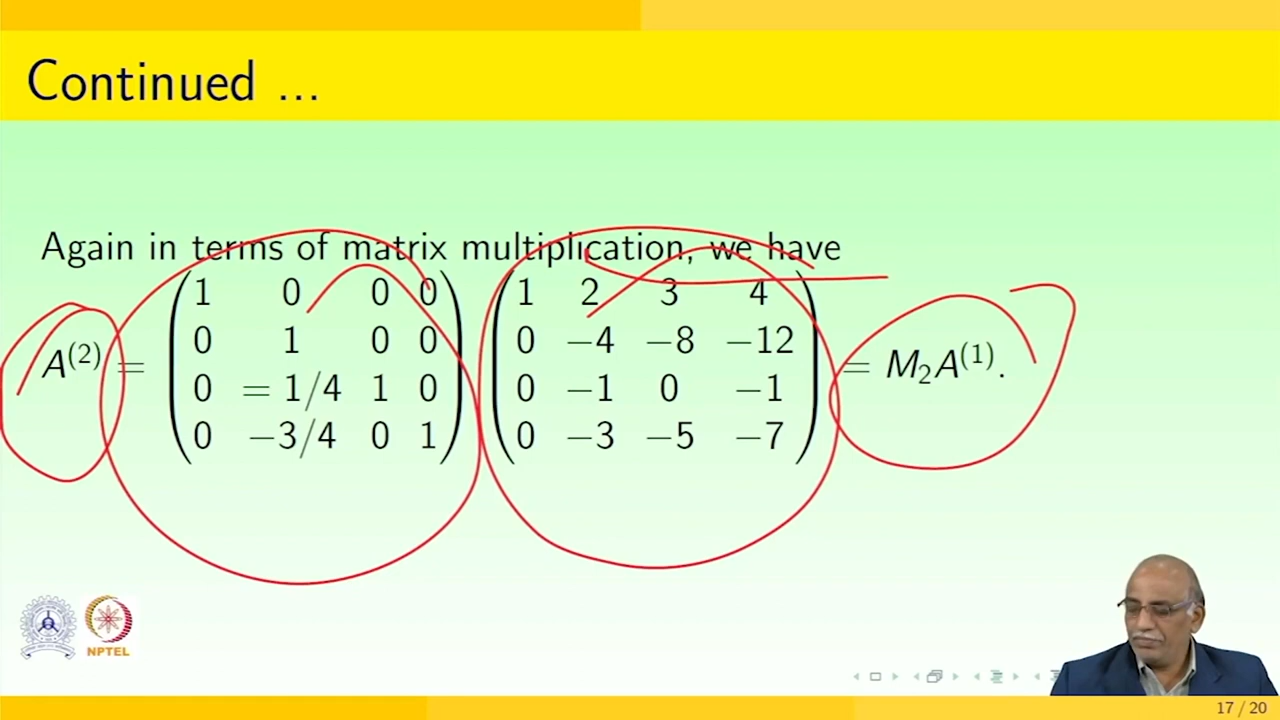 Continued ...
Again in terms of matrix multiplication, we have
A(2) = (1 0 0 0
0 1 0 0
0 = 1/4 1 0
0 −3/4 0 1) (1 2 3 4
0 −4 −8 −12
0 −1 0 −1
0 −3 −5 −7) = M₂A(1).
NPTEL
17 / 20